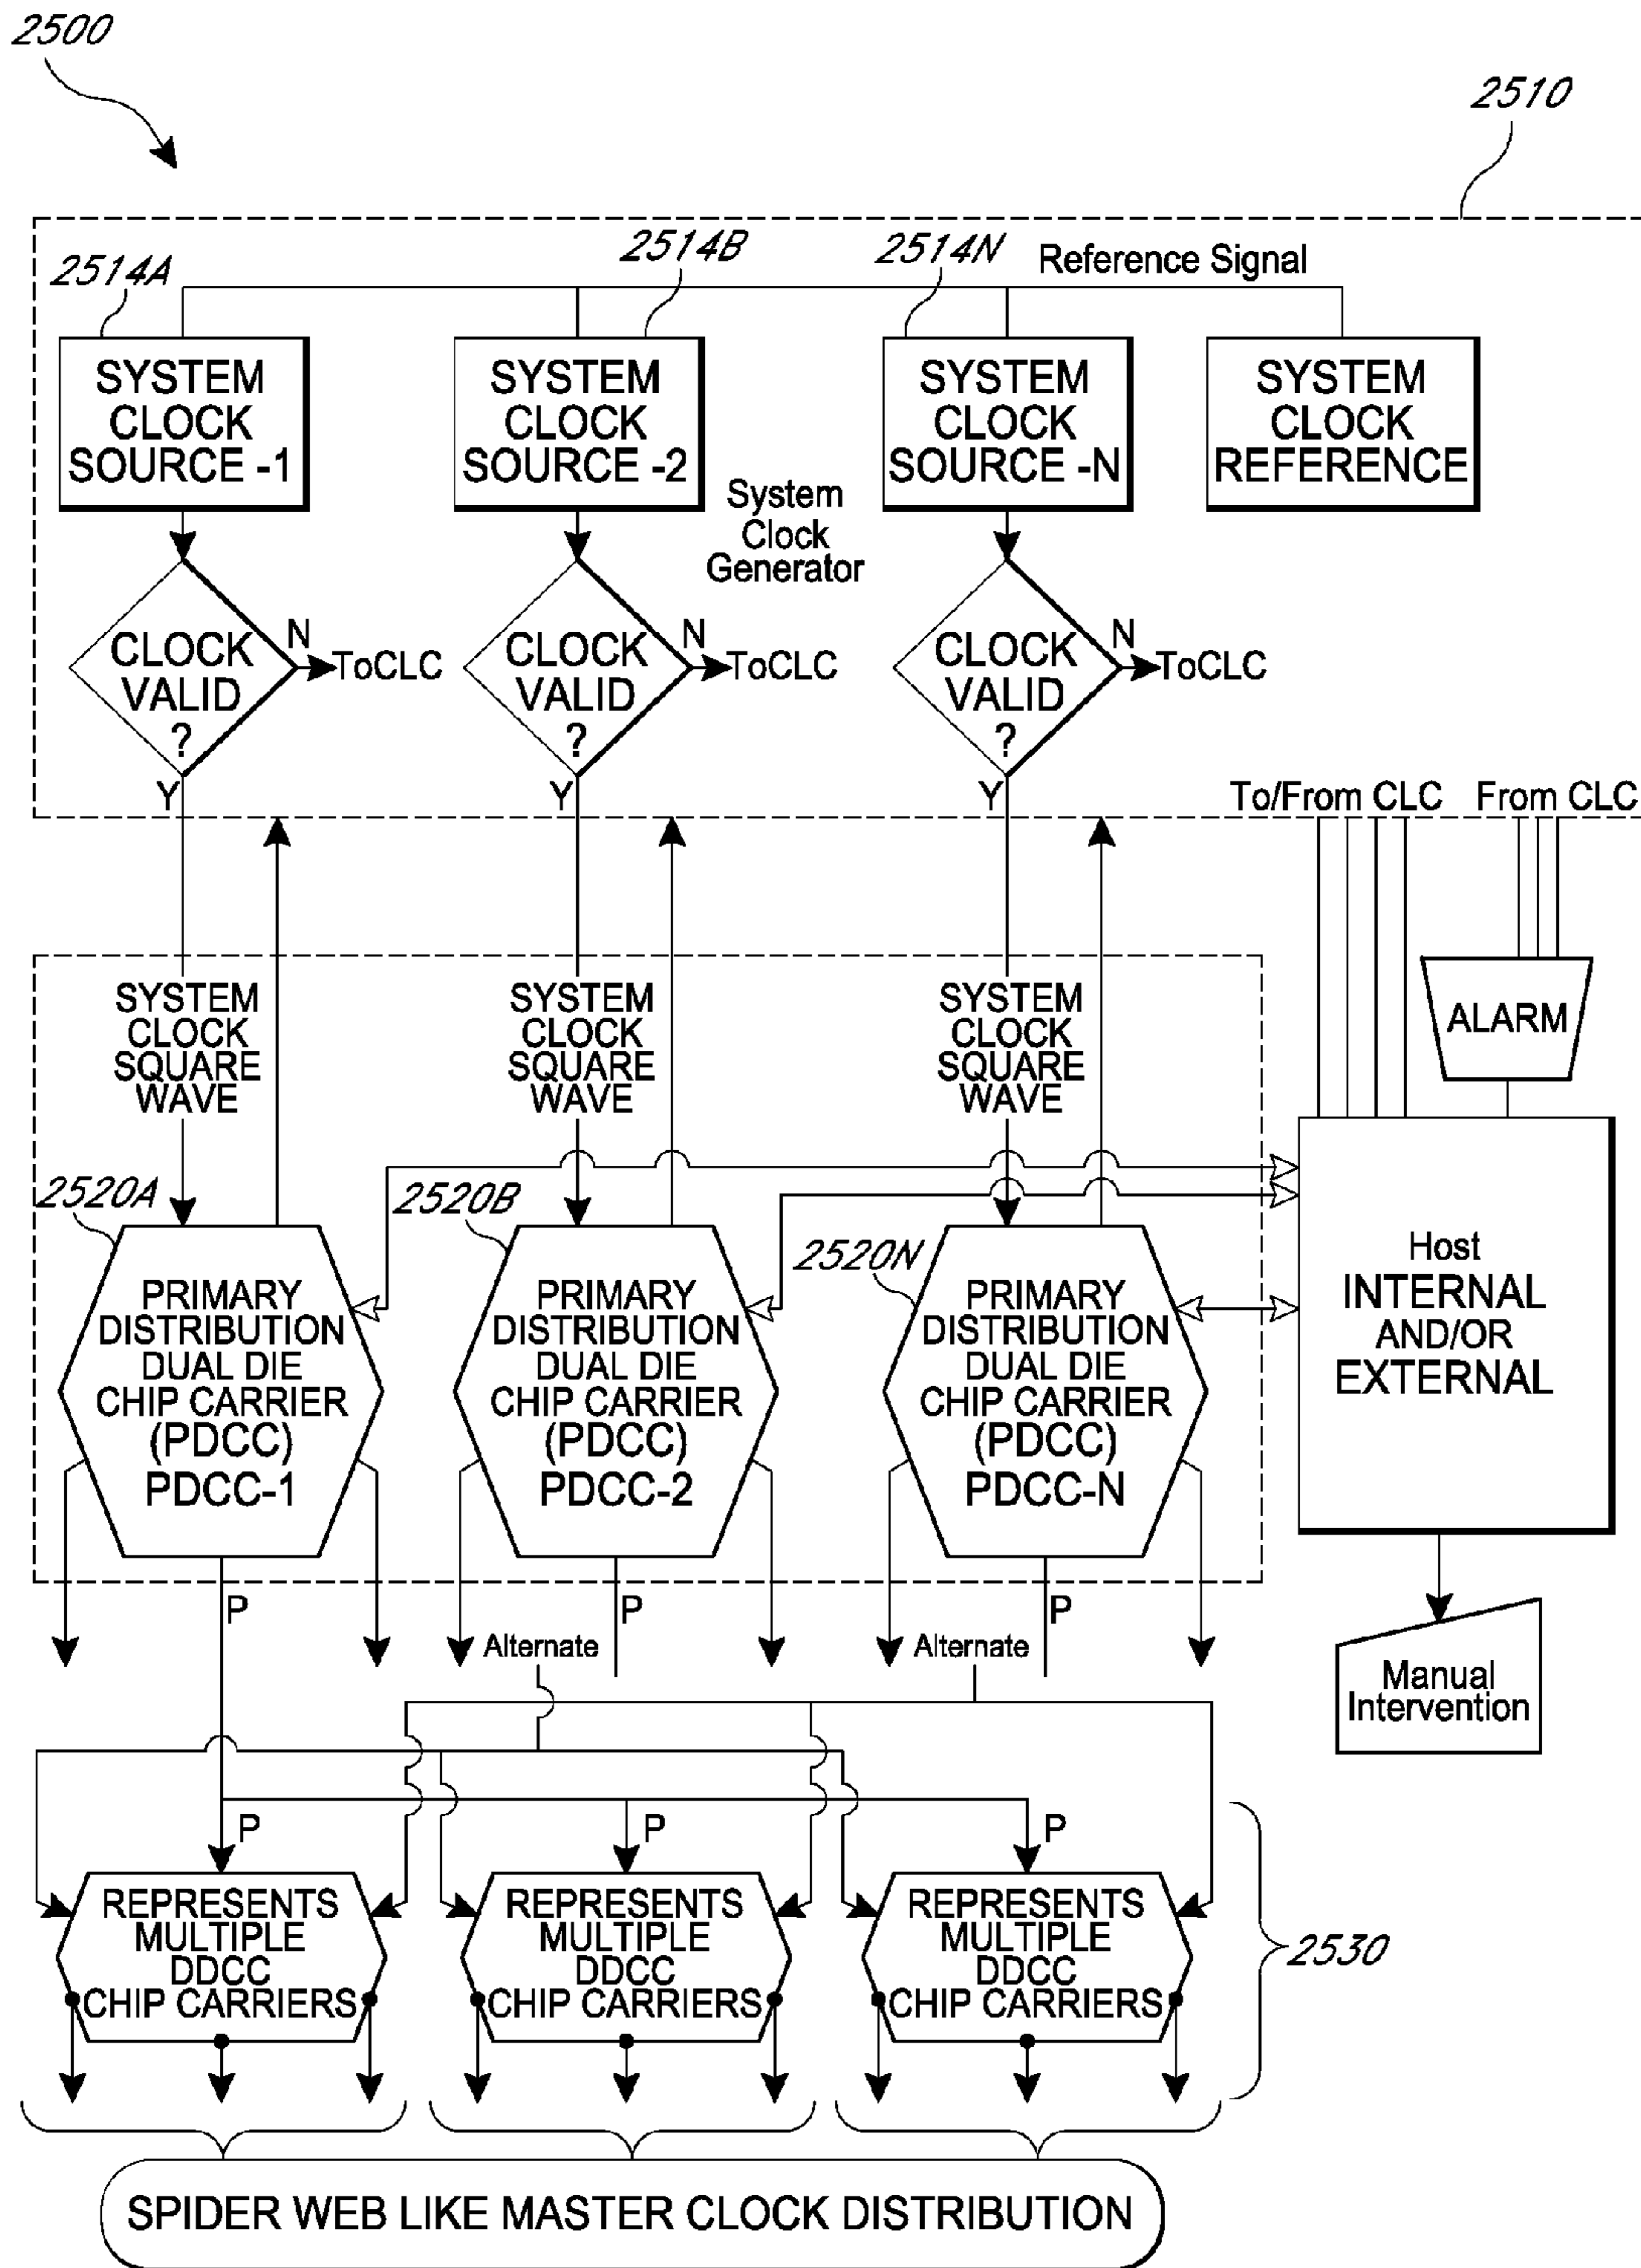 2500
2510
2514A
2514B
2514N
Reference Signal
SYSTEM
CLOCK
SOURCE -1
SYSTEM
CLOCK
SOURCE -2
SYSTEM
CLOCK
SOURCE -N
SYSTEM
CLOCK
REFERENCE
System
Clock
Generator
CLOCK
VALID
?
N
ToCLC
Y
CLOCK
VALID
?
N
ToCLC
Y
CLOCK
VALID
?
N
ToCLC
Y
To/From CLC
From CLC
SYSTEM
CLOCK
SQUARE
WAVE
SYSTEM
CLOCK
SQUARE
WAVE
SYSTEM
CLOCK
SQUARE
WAVE
ALARM
2520A
2520B
2520N
PRIMARY
DISTRIBUTION
DUAL DIE
CHIP CARRIER
(PDCC)
PDCC-1
PRIMARY
DISTRIBUTION
DUAL DIE
CHIP CARRIER
(PDCC)
PDCC-2
PRIMARY
DISTRIBUTION
DUAL DIE
CHIP CARRIER
(PDCC)
PDCC-N
Host
INTERNAL
AND/OR
EXTERNAL
P
P
P
Alternate
Alternate
Manual
Intervention
P
P
P
REPRESENTS
MULTIPLE
DDCC
CHIP CARRIERS
REPRESENTS
MULTIPLE
DDCC
CHIP CARRIERS
REPRESENTS
MULTIPLE
DDCC
CHIP CARRIERS
2530
SPIDER WEB LIKE MASTER CLOCK DISTRIBUTION